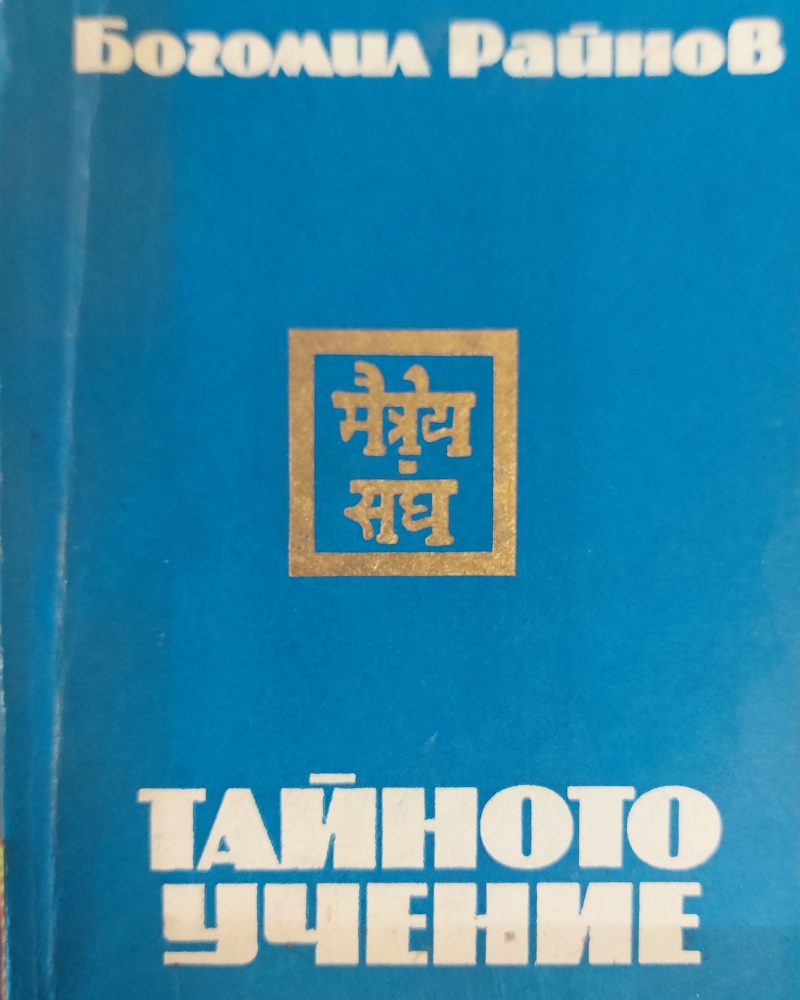 Богомил Райнов
मैत्रेय
संघ
ТАЙНОТО
УЧЕНИЕ